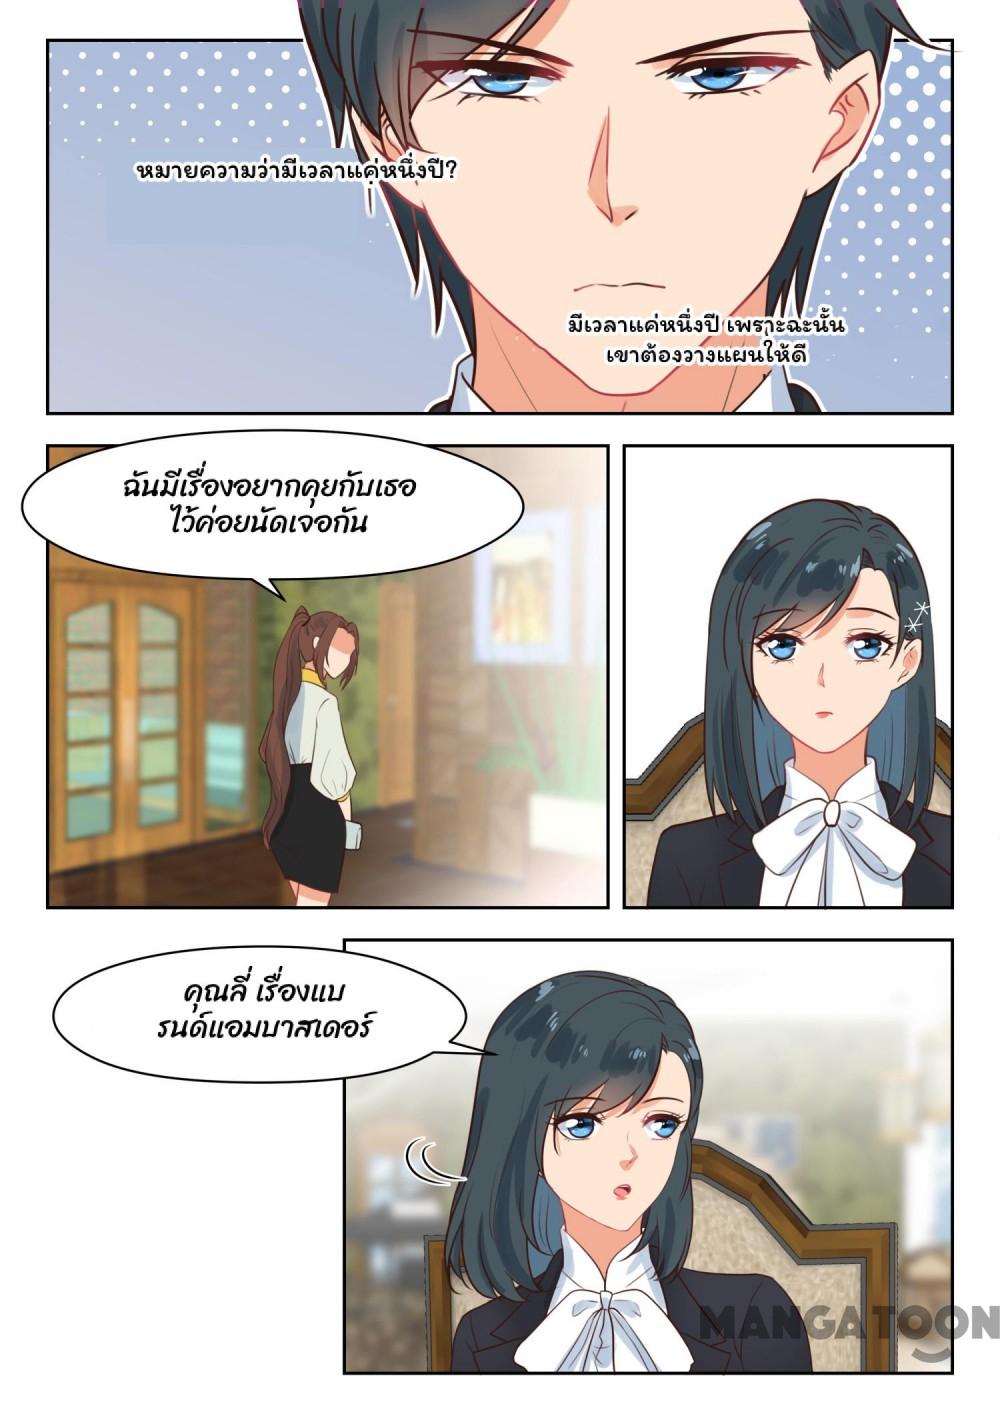 หมายความว่ามีเวลาแค่หนึ่งปี?
มีเวลาแค่หนึ่งปี เพราะฉะนั้น
เขาต้องวางแผนให้ดี
ฉันมีเรื่องอยากคุยกับเธอ
ไว้ค่อยนัดเจอกัน
คุณลี่ เรื่องแบ
รนด์แอมบาสเดอร์
MANGATOON